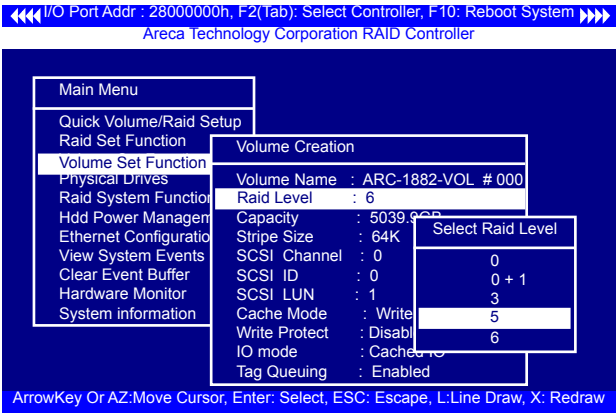 I/O Port Addr : 28000000h, F2(Tab): Select Controller, F10: Reboot System
Areca Technology Corporation RAID Controller
Main Menu
Quick Volume/Raid Setup
Raid Set Function
Volume Set Function
Physical Drives
Raid System Function
Hdd Power Managem
Ethernet Configuratio
View System Events
Clear Event Buffer
Hardware Monitor
System information
Volume Creation
Volume Name : ARC-1882-VOL # 000
Raid Level : 6
Capacity : 5039.9GB
Stripe Size : 64K
SCSI Channel : 0
SCSI ID : 0
SCSI LUN : 1
Cache Mode : Write
Write Protect : Disabl
IO mode : Cached IO
Tag Queuing : Enabled
Select Raid Level
0
0 + 1
3
5
6
ArrowKey Or AZ:Move Cursor, Enter: Select, ESC: Escape, L:Line Draw, X: Redraw